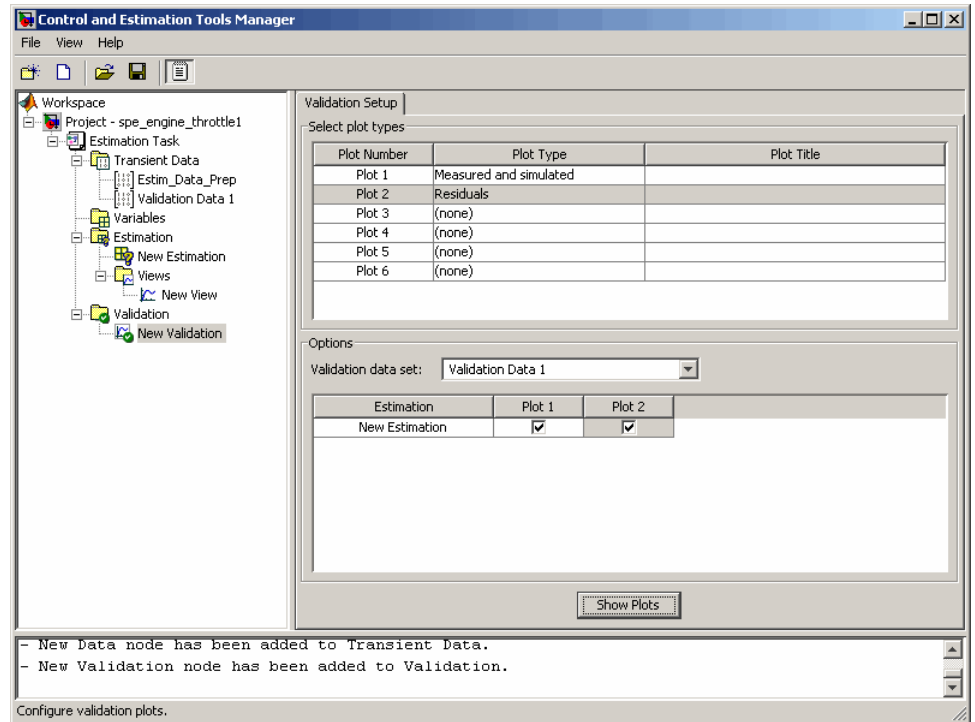 Control and Estimation Tools Manager
File View Help
Workspace
Project - spe_engine_throttle1
Estimation Task
Transient Data
Estim_Data_Prep
Validation Data 1
Variables
Estimation
New Estimation
Views
New View
Validation
New Validation
Validation Setup
Select plot types
Plot Number Plot Type Plot Title
Plot 1 Measured and simulated
Plot 2 Residuals
Plot 3 (none)
Plot 4 (none)
Plot 5 (none)
Plot 6 (none)
Options
Validation data set: Validation Data 1
Estimation Plot 1 Plot 2
New Estimation
Show Plots
- New Data node has been added to Transient Data.
- New Validation node has been added to Validation.
Configure validation plots.